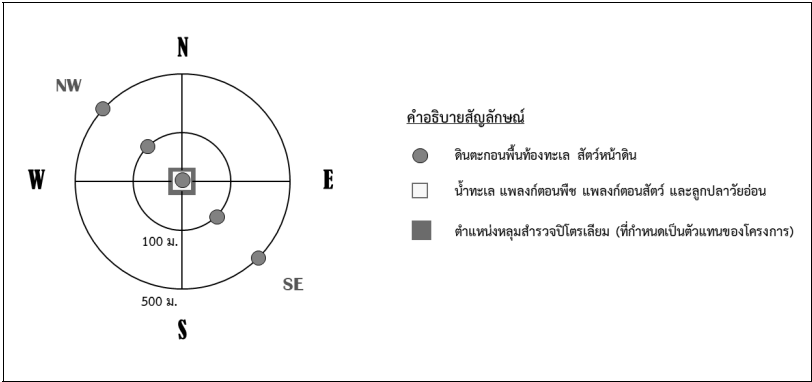 N
NW
W
E
100 ม.
SE
500 ม.
S
คำอธิบายสัญลักษณ์
ดินตะกอนพื้นท้องทะเล สัตว์หน้าดิน
น้ำทะเล แพลงก์ตอนพืช แพลงก์ตอนสัตว์ และลูกปลาวัยอ่อน
ตำแหน่งหลุมสำรวจปิโตรเลียม (ที่กำหนดเป็นตัวแทนของโครงการ)